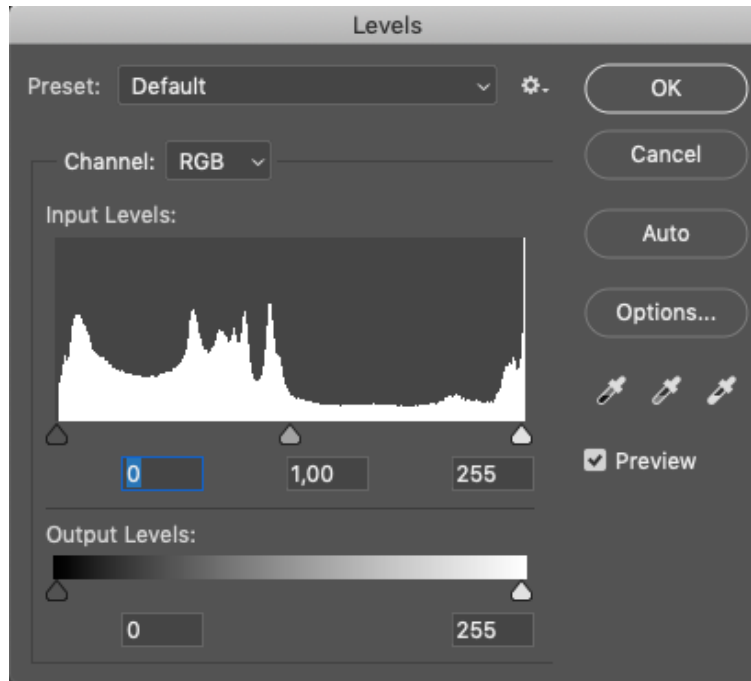 Levels
Preset: Default
OK
Channel: RGB
Cancel
Input Levels:
Auto
Options...
0 1,00 255
Preview
Output Levels:
0 255